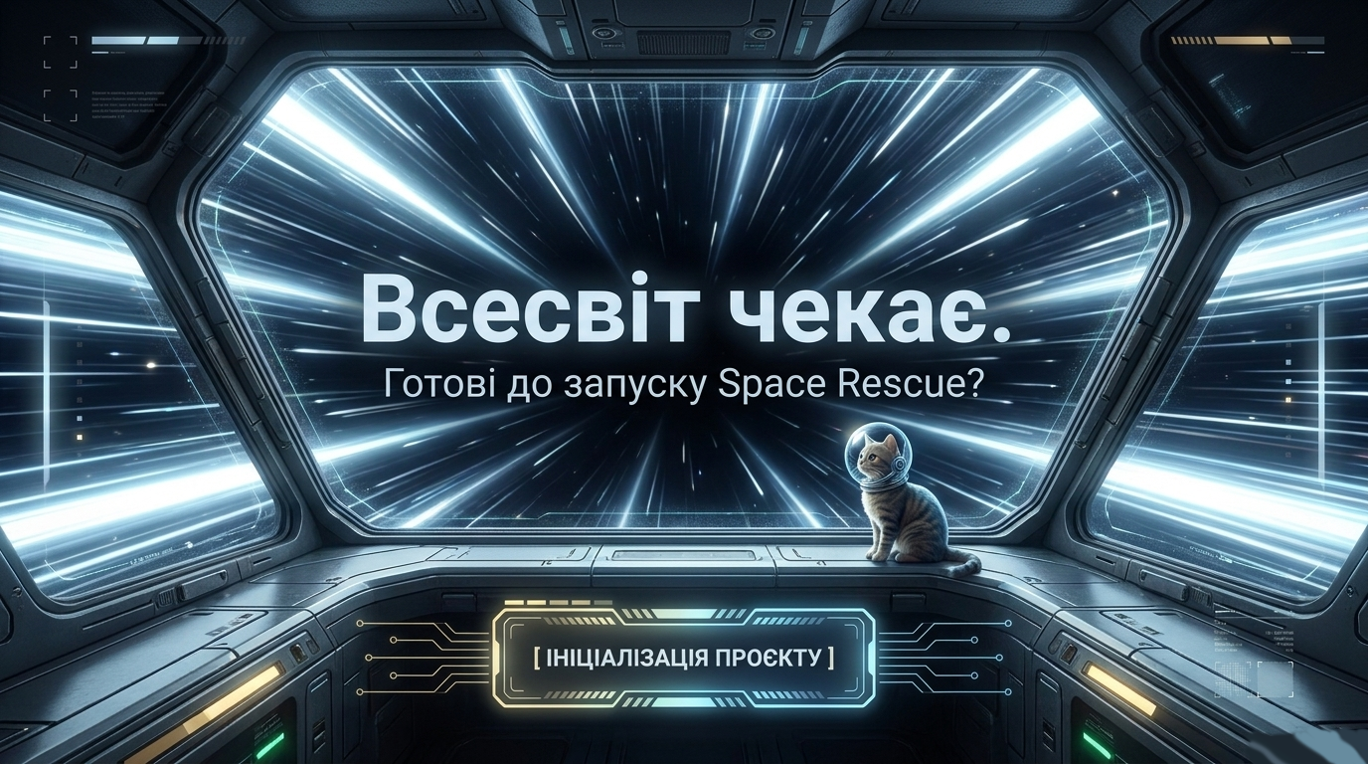 Всесвіт чекає.
Готові до запуску Space Rescue?
[ ІНІЦІАЛІЗАЦІЯ ПРОЄКТУ ]